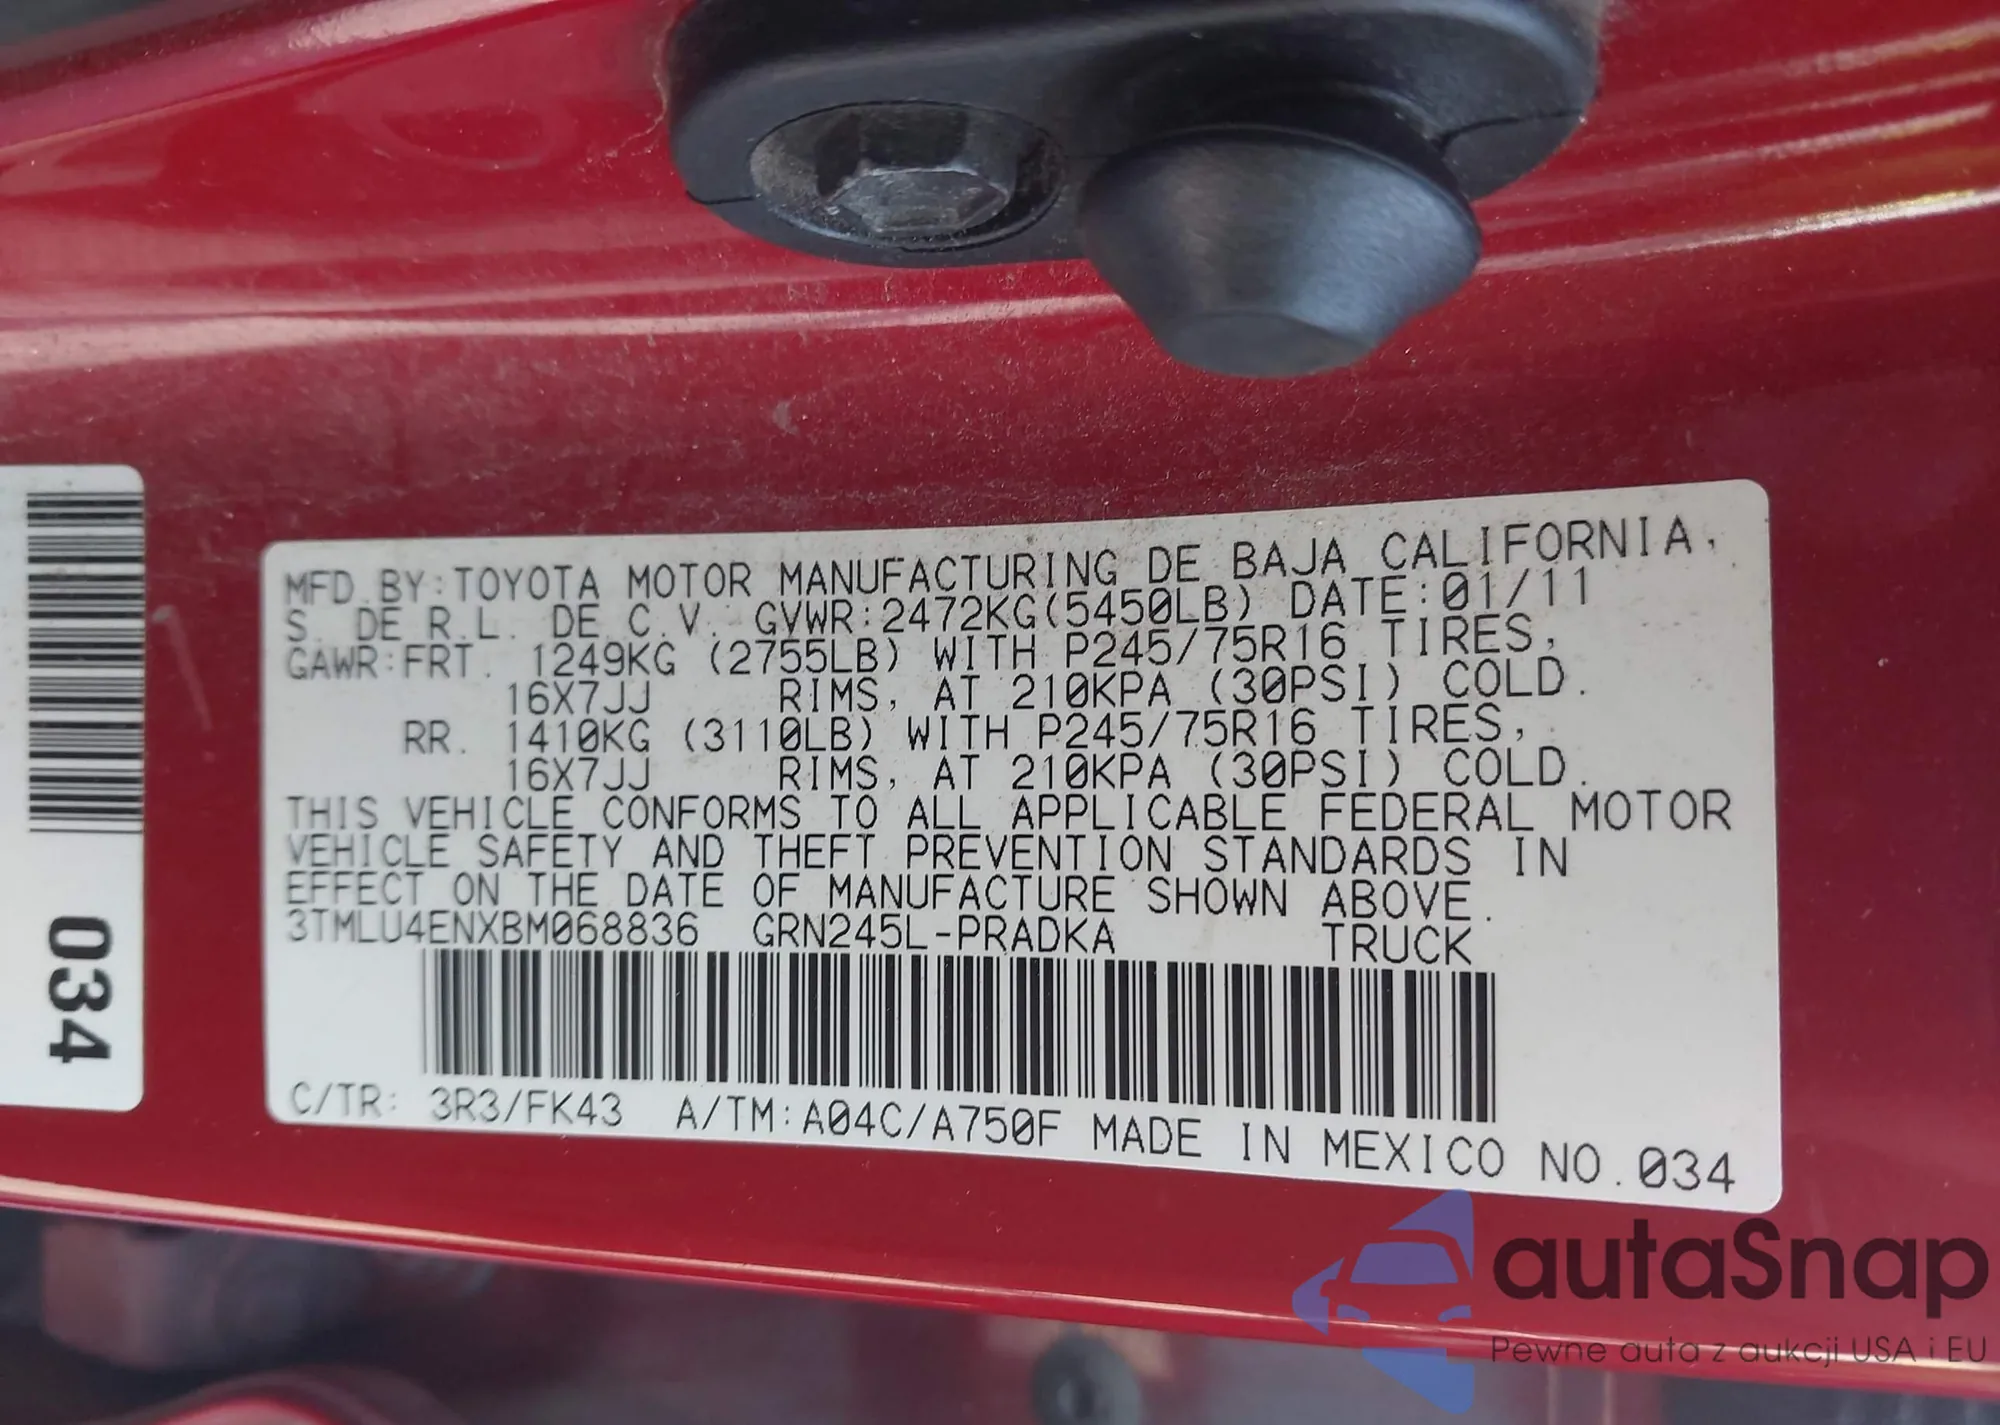 MFD.BY:TOYOTA MOTOR MANUFACTURING DE BAJA CALIFORNIA,
S. DE R.L. DE C.V. GVWR:2472KG(5450LB) DATE:01/11
GAWR:FRT. 1249KG (2755LB) WITH P245/75R16 TIRES,
16X7JJ RIMS, AT 210KPA (30PSI) COLD.
RR. 1410KG (3110LB) WITH P245/75R16 TIRES,
16X7JJ RIMS, AT 210KPA (30PSI) COLD.
THIS VEHICLE CONFORMS TO ALL APPLICABLE FEDERAL MOTOR
VEHICLE SAFETY AND THEFT PREVENTION STANDARDS IN
EFFECT ON THE DATE OF MANUFACTURE SHOWN ABOVE.
3TMLU4ENXBM068836 GRN245L-PRADKA TRUCK
C/TR: 3R3/FK43 A/TM:A04C/A750F MADE IN MEXICO NO.034
034
autaSnap
Pewne auta z aukcji USA i EU